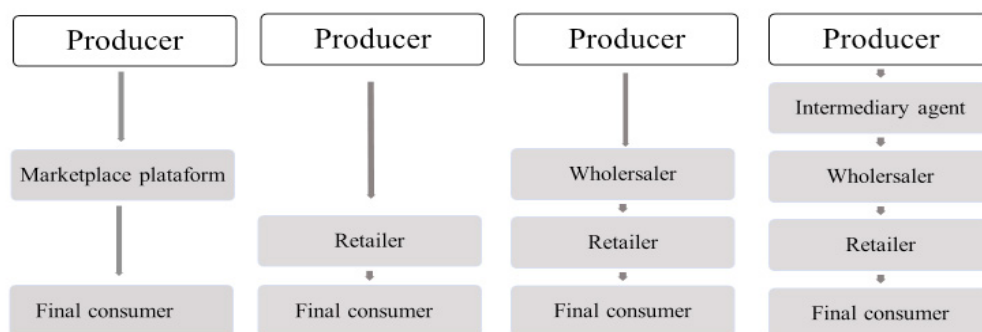 Producer
Marketplace plataform
Final consumer
Producer
Retailer
Final consumer
Producer
Wholersaler
Retailer
Final consumer
Producer
Intermediary agent
Wholersaler
Retailer
Final consumer